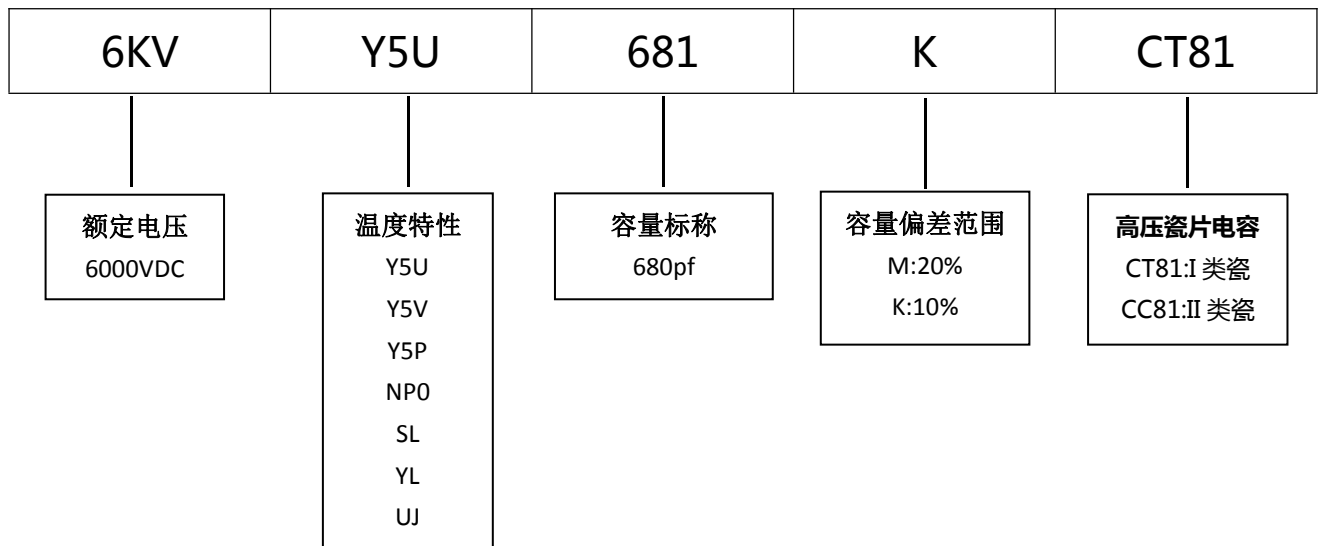 6KV Y5U 681 K CT81
额定电压
6000VDC
温度特性
Y5U
Y5V
Y5P
NP0
SL
YL
UJ
容量标称
680pf
容量偏差范围
M:20%
K:10%
高压瓷片电容
CT81:I 类瓷
CC81:II 类瓷